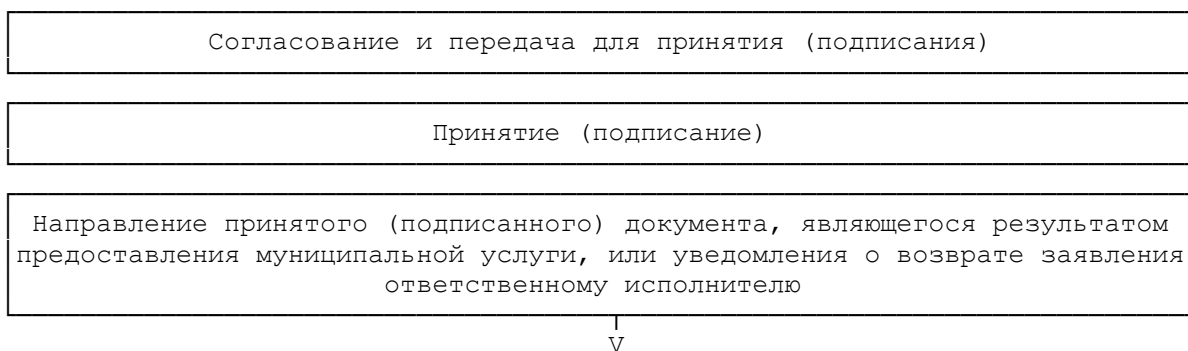 Согласование и передача для принятия (подписания)
Принятие (подписание)
Направление принятого (подписанного) документа, являющегося результатом
предоставления муниципальной услуги, или уведомления о возврате заявления
ответственному исполнителю
V